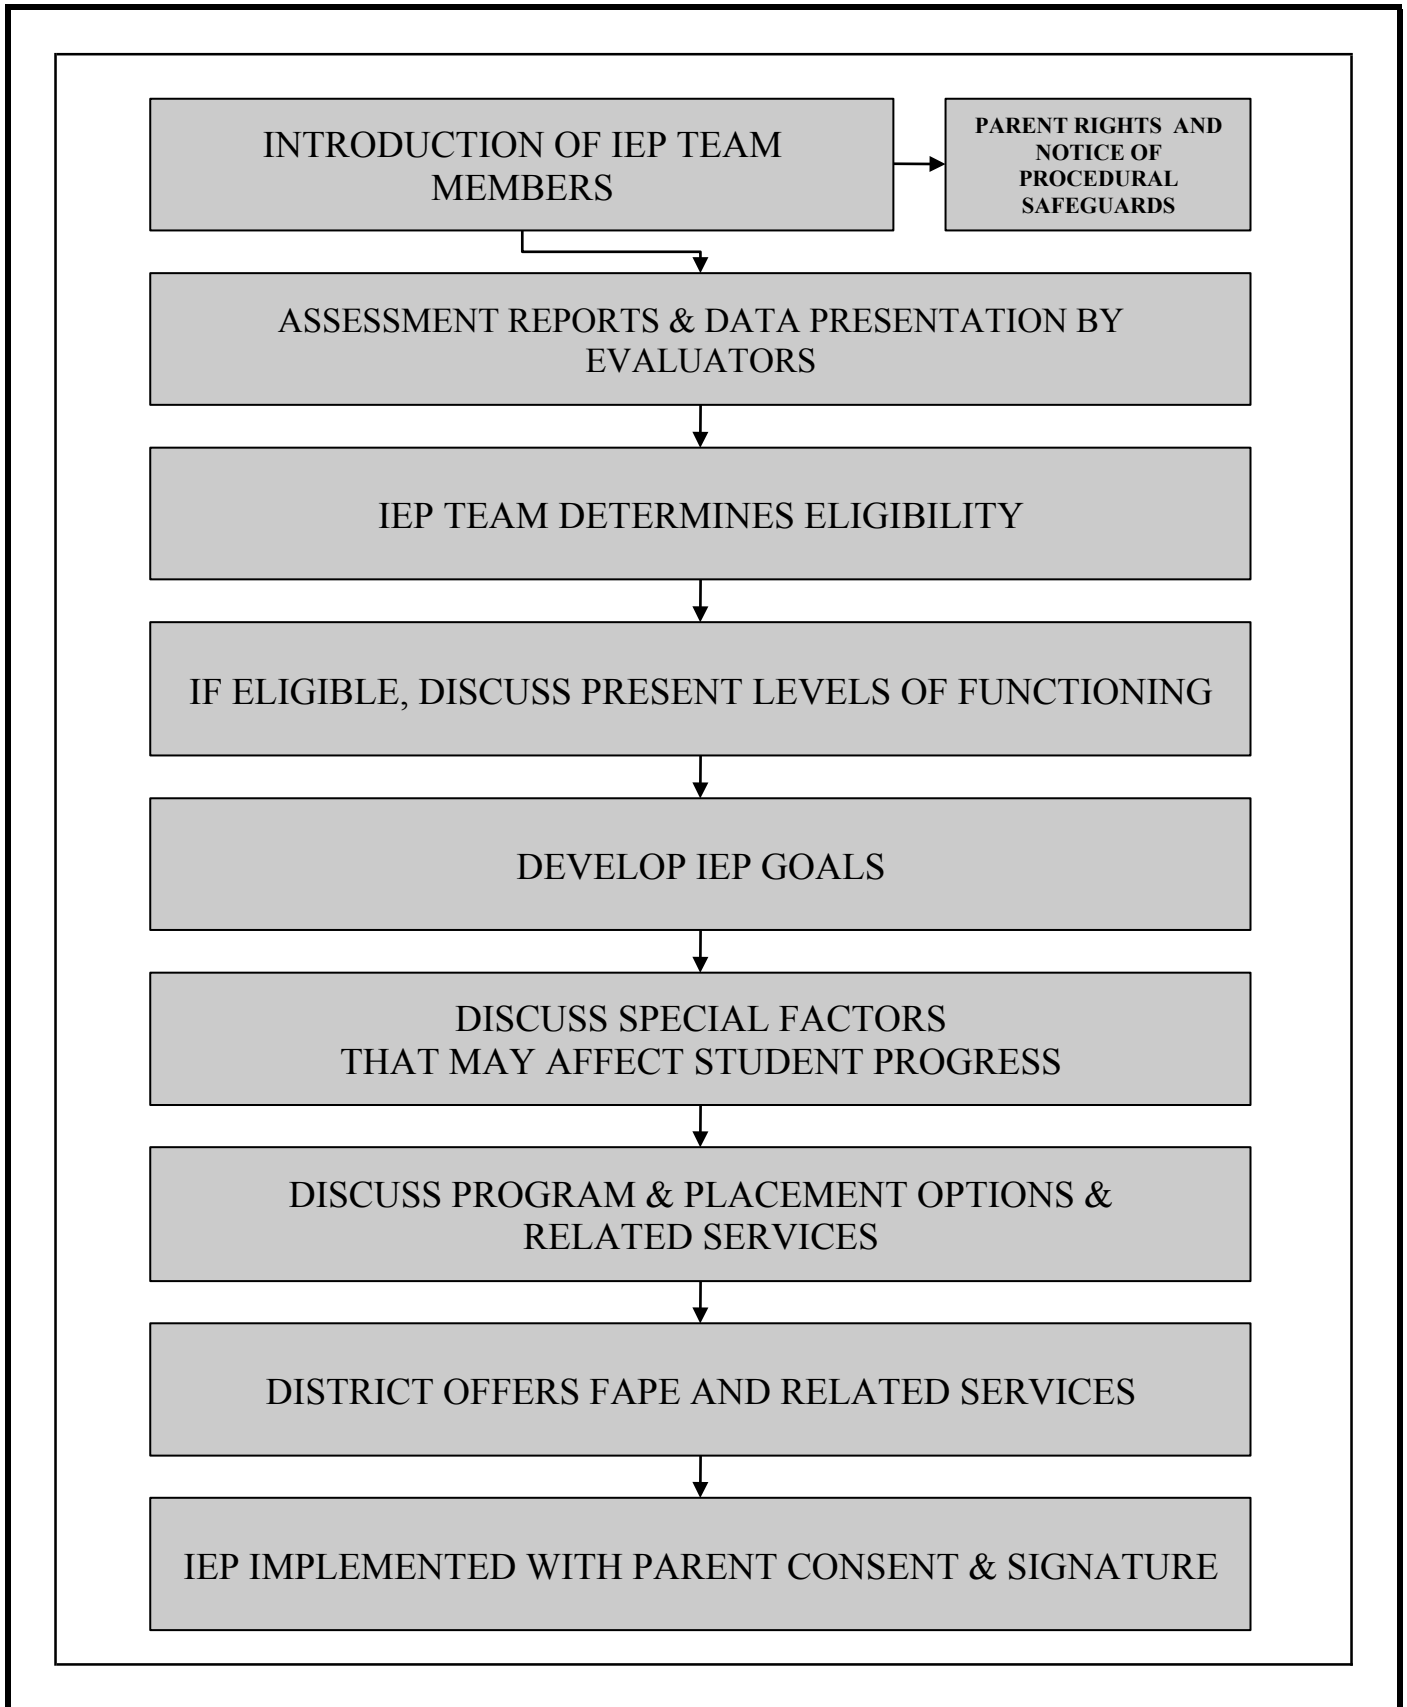 INTRODUCTION OF IEP TEAM
MEMBERS
PARENT RIGHTS AND
NOTICE OF
PROCEDURAL
SAFEGUARDS
ASSESSMENT REPORTS & DATA PRESENTATION BY
EVALUATORS
IEP TEAM DETERMINES ELIGIBILITY
IF ELIGIBLE, DISCUSS PRESENT LEVELS OF FUNCTIONING
DEVELOP IEP GOALS
DISCUSS SPECIAL FACTORS
THAT MAY AFFECT STUDENT PROGRESS
DISCUSS PROGRAM & PLACEMENT OPTIONS &
RELATED SERVICES
DISTRICT OFFERS FAPE AND RELATED SERVICES
IEP IMPLEMENTED WITH PARENT CONSENT & SIGNATURE